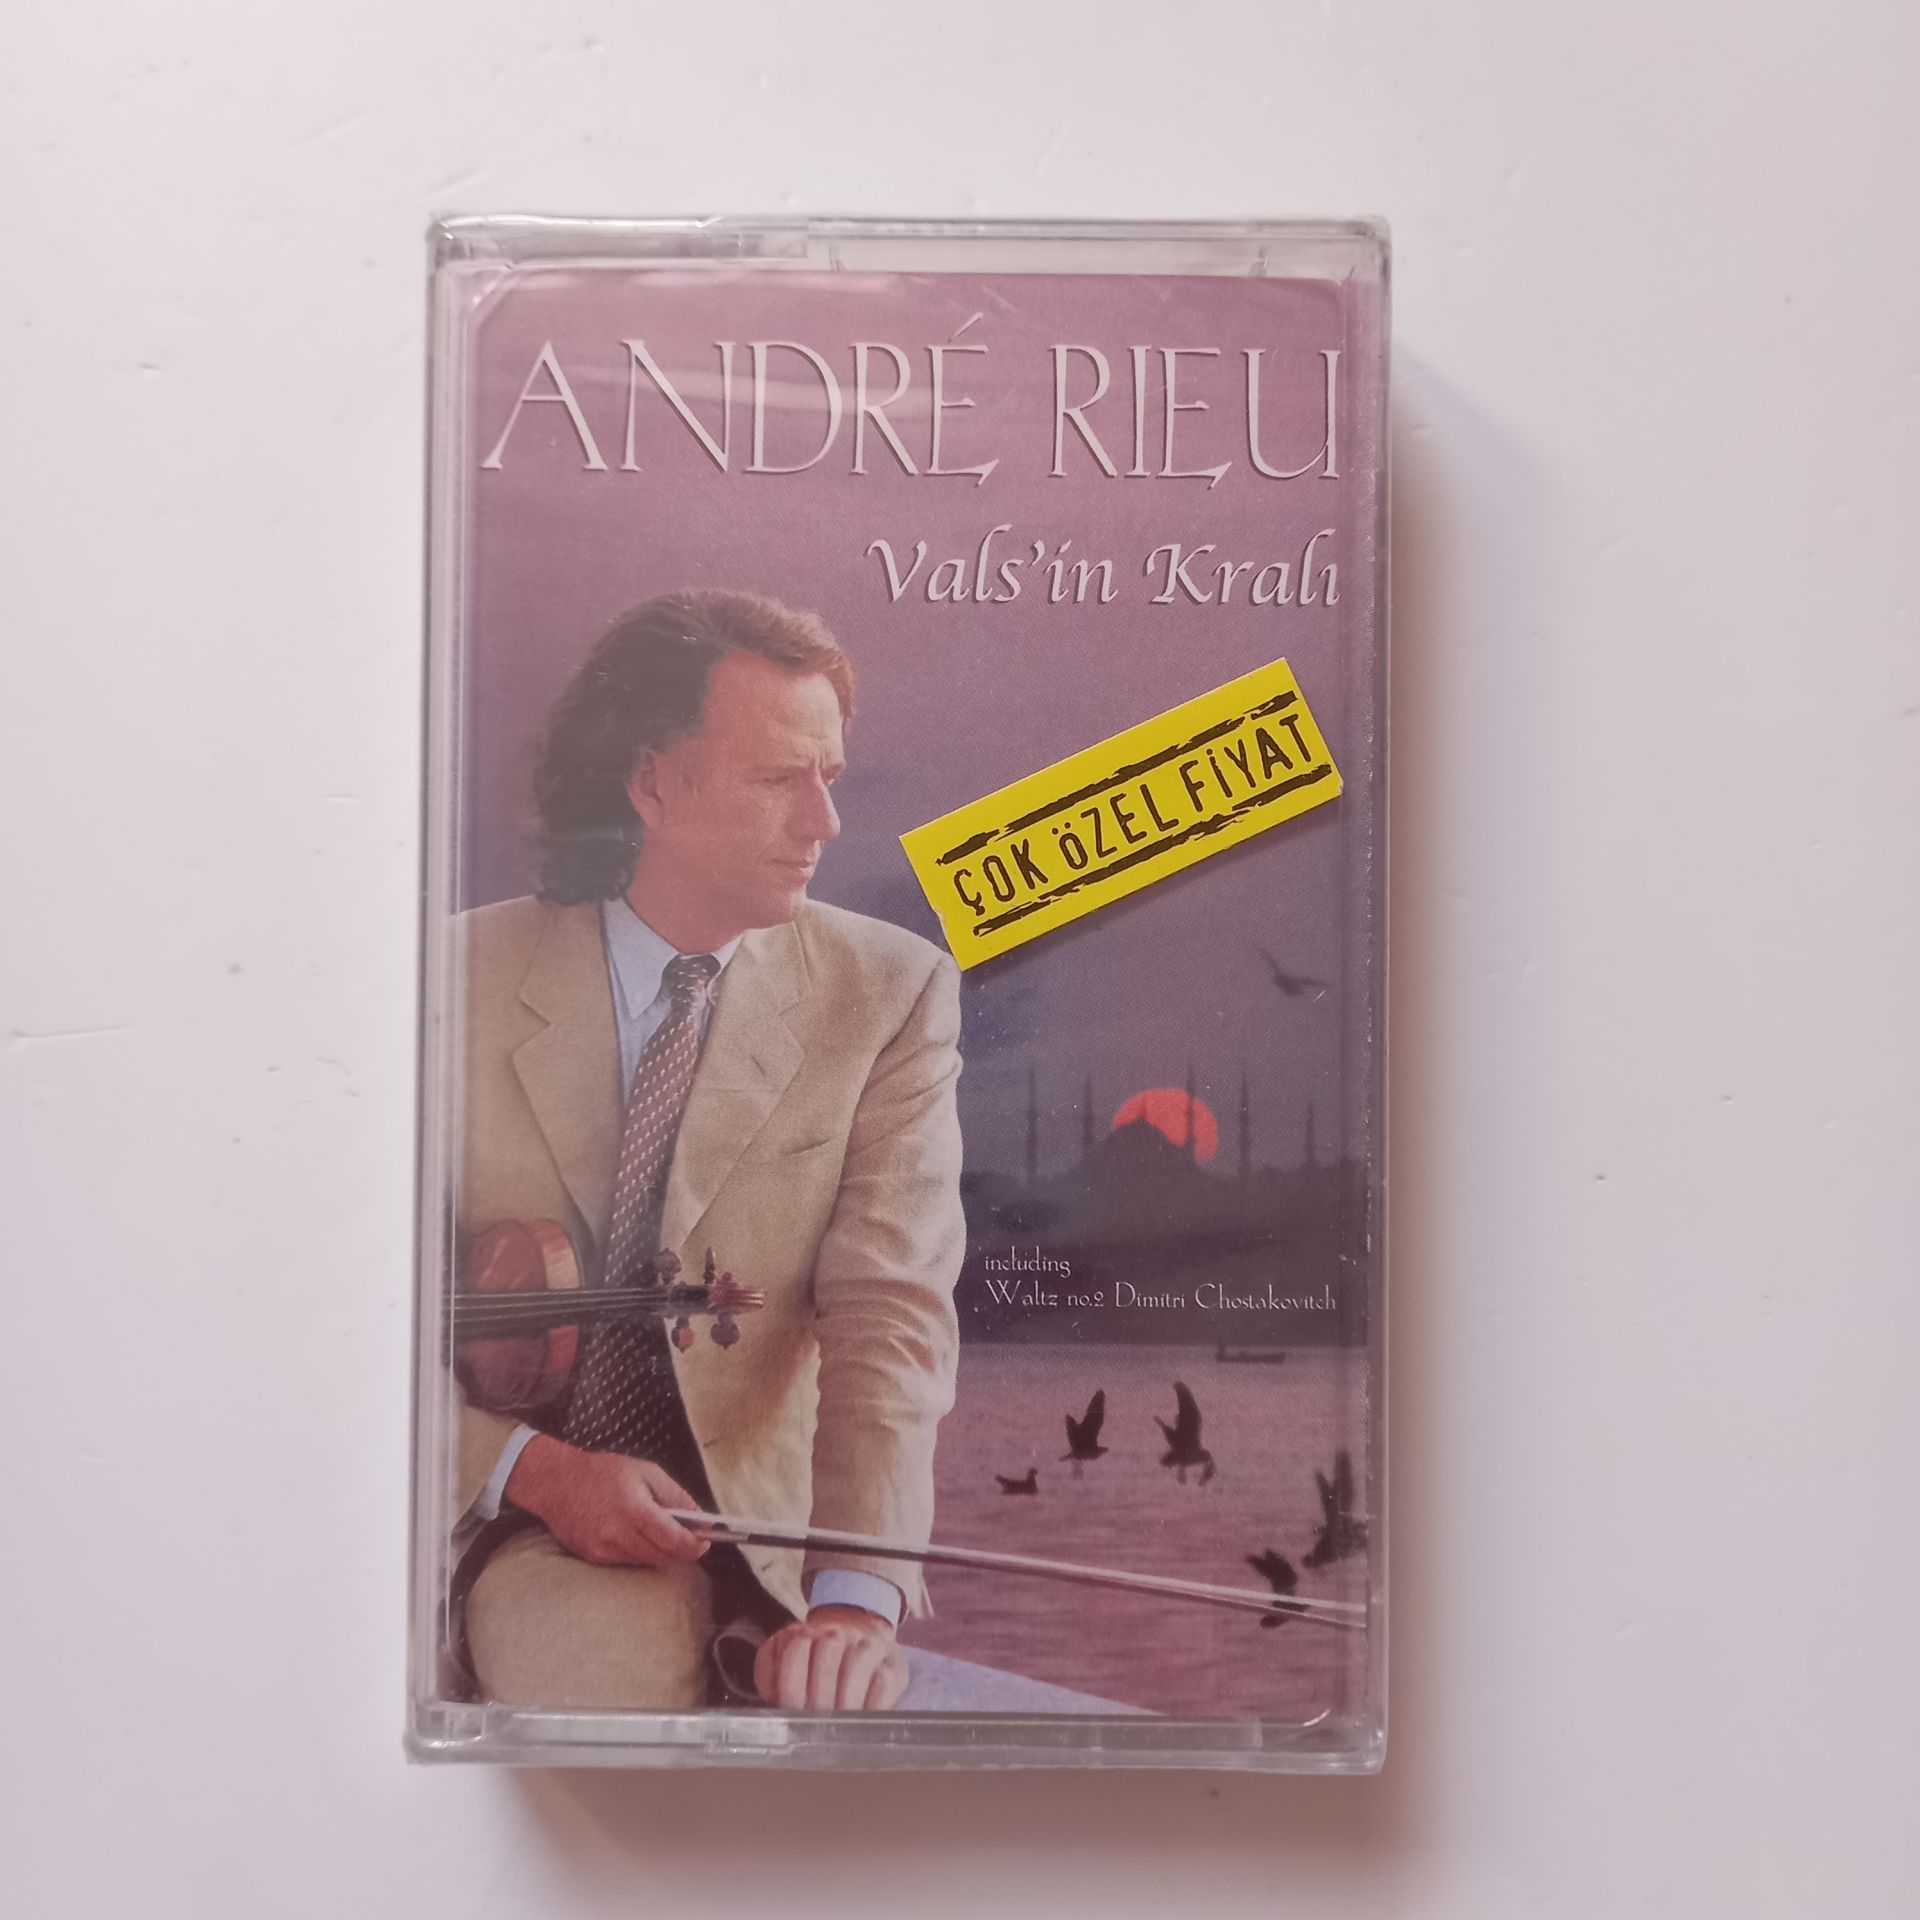 ANDRÉ RIEU
Vals'in Kralı
ÇOK ÖZEL FİYAT
including
Waltz no.2 Dimitri Chostakovitch